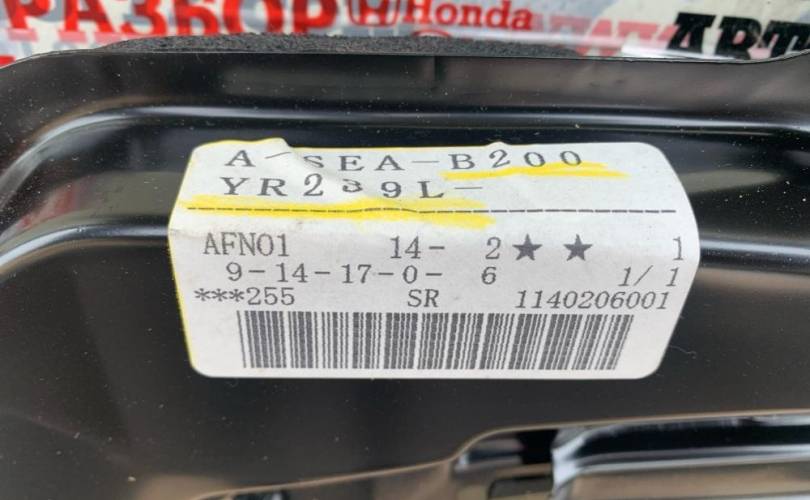 РАЗБОР Honda
A-SEA-B200
YR239L-
AFN01 14- 2★ ★ 1
9-14-17-0- 6 1/ 1
***255 SR 1140206001